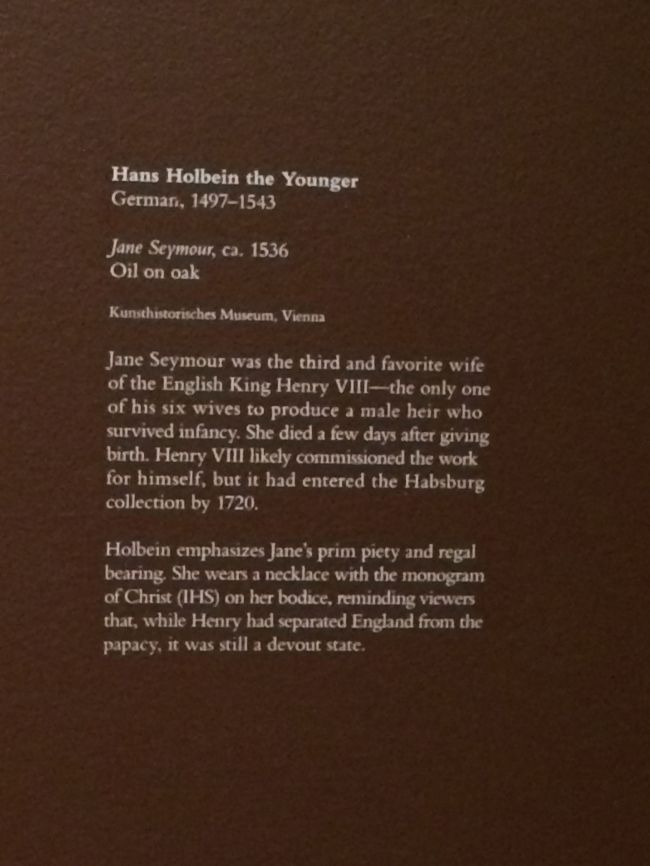 Hans Holbein the Younger
German, 1497–1543
Jane Seymour, ca. 1536
Oil on oak
Kunsthistorisches Museum, Vienna
Jane Seymour was the third and favorite wife
of the English King Henry VIII—the only one
of his six wives to produce a male heir who
survived infancy. She died a few days after giving
birth. Henry VIII likely commissioned the work
for himself, but it had entered the Habsburg
collection by 1720.
Holbein emphasizes Jane's prim piety and regal
bearing. She wears a necklace with the monogram
of Christ (IHS) on her bodice, reminding viewers
that, while Henry had separated England from the
papacy, it was still a devout state.